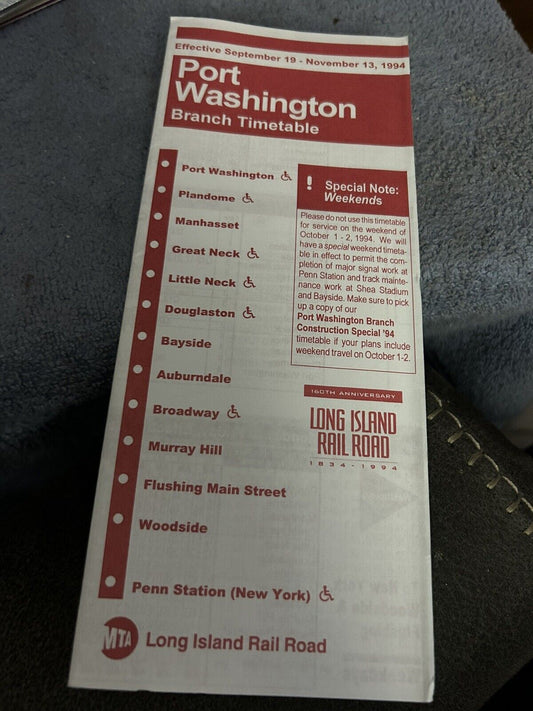 Effective September 19 - November 13, 1994
Port
Washington
Branch Timetable
Port Washington
Plandome
Manhasset
Great Neck
Little Neck
Douglaston
Bayside
Auburndale
Broadway
Murray Hill
Flushing Main Street
Woodside
Penn Station (New York)
! Special Note:
Weekends
Please do not use this timetable
for service on the weekend of
October 1 - 2, 1994. We will
have a special weekend timeta-
ble in effect to permit the com-
pletion of major signal work at
Penn Station and track mainte-
nance work at Shea Stadium
and Bayside. Make sure to pick
up a copy of our
Port Washington Branch
Construction Special '94
timetable if your plans include
weekend travel on October 1-2.
160TH ANNIVERSARY
LONG ISLAND
RAIL ROAD
1834-1994
MTA Long Island Rail Road